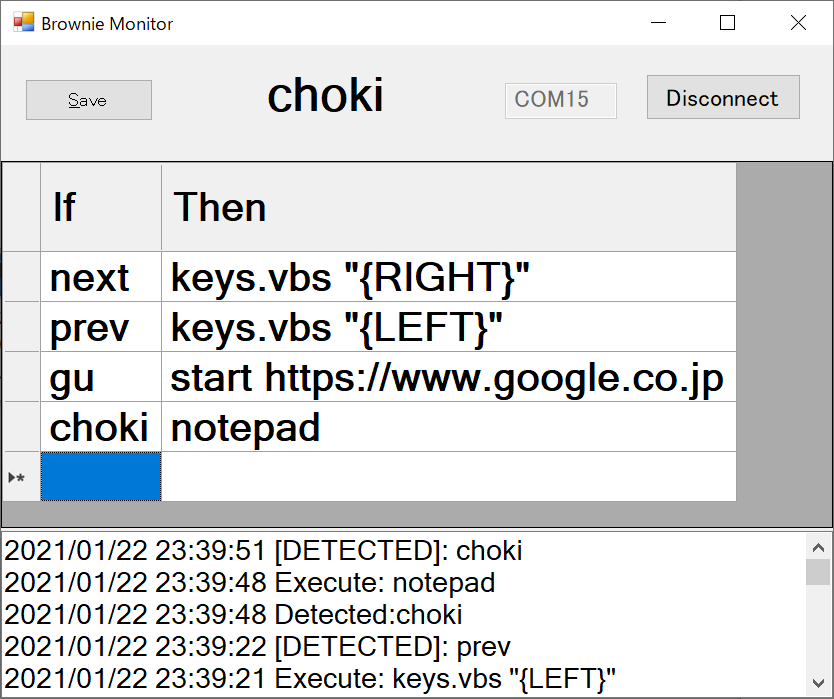 Brownie Monitor
Save choki COM15 Disconnect
If Then
next keys.vbs "{RIGHT}"
prev keys.vbs "{LEFT}"
gu start https://www.google.co.jp
choki notepad
2021/01/22 23:39:51 [DETECTED]: choki
2021/01/22 23:39:48 Execute: notepad
2021/01/22 23:39:48 Detected:choki
2021/01/22 23:39:22 [DETECTED]: prev
2021/01/22 23:39:21 Execute: keys.vbs "{LEFT}"